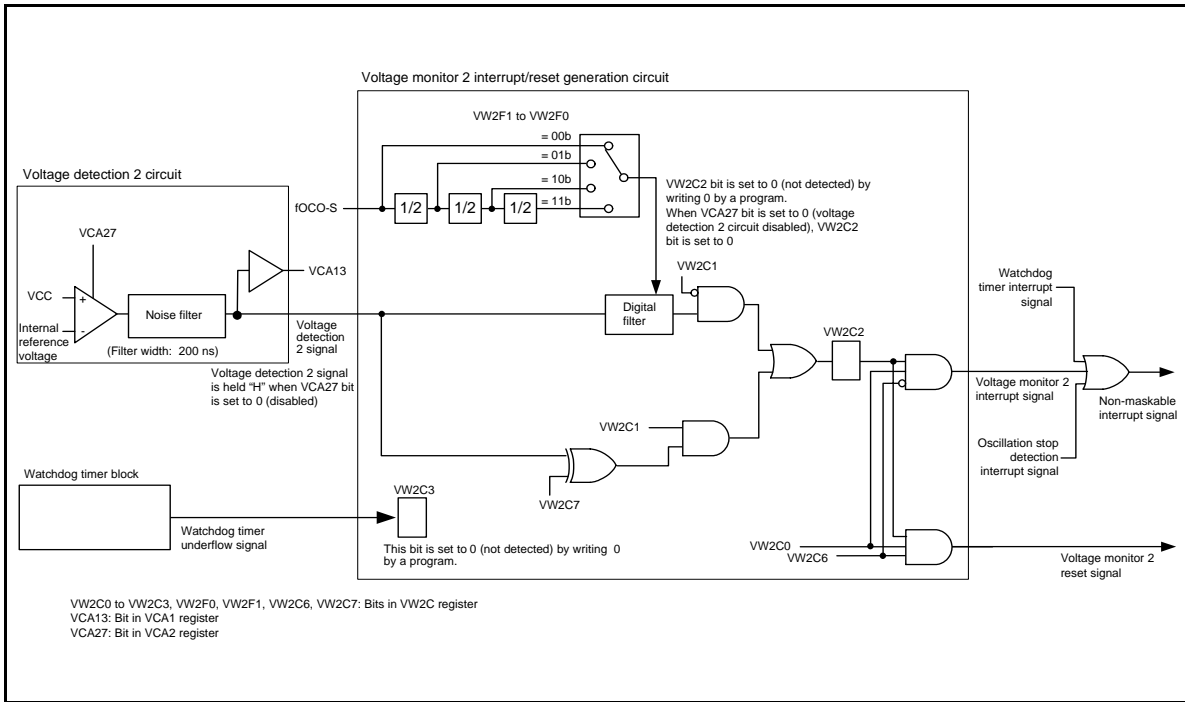 Voltage monitor 2 interrupt/reset generation circuit
VW2F1 to VW2F0
= 00b
= 01b
= 10b
= 11b
Voltage detection 2 circuit
fOCO-S
1/2
1/2
1/2
VW2C2 bit is set to 0 (not detected) by
writing 0 by a program.
When VCA27 bit is set to 0 (voltage
detection 2 circuit disabled), VW2C2
bit is set to 0
VCA27
VCA13
VCC
+
Internal
reference
voltage
-
Noise filter
(Filter width: 200 ns)
Voltage
detection
2 signal
Voltage detection 2 signal
is held “H” when VCA27 bit
is set to 0 (disabled)
VW2C1
Digital
filter
VW2C2
Watchdog
timer interrupt
signal
Voltage monitor 2
interrupt signal
Non-maskable
interrupt signal
Oscillation stop
detection
interrupt signal
VW2C1
VW2C7
Watchdog timer block
Watchdog timer
underflow signal
VW2C3
This bit is set to 0 (not detected) by writing 0
by a program.
VW2C0
VW2C6
Voltage monitor 2
reset signal
VW2C0 to VW2C3, VW2F0, VW2F1, VW2C6, VW2C7: Bits in VW2C register
VCA13: Bit in VCA1 register
VCA27: Bit in VCA2 register